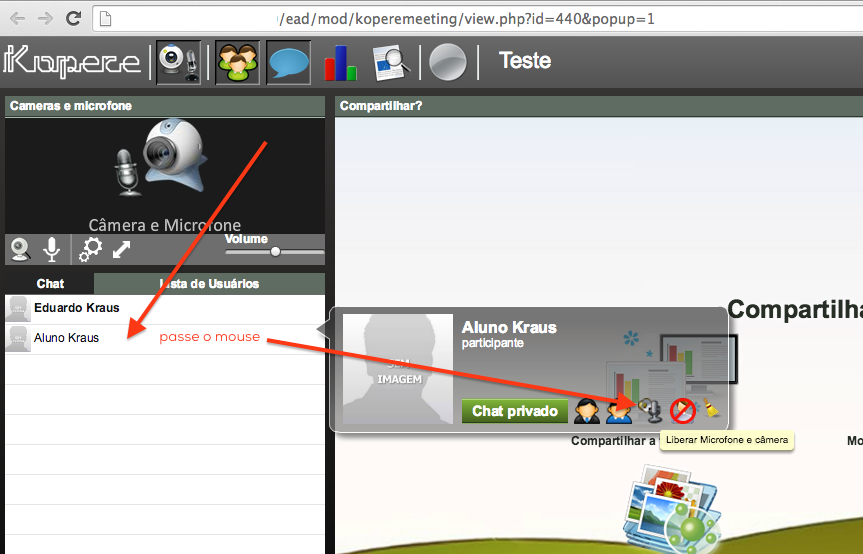 /ead/mod/koperemeeting/view.php?id=440&popup=1
Kopere
Teste
Cameras e microfone
Compartilhar?
Câmera e Microfone
Volume
Chat
Lista de Usuários
Eduardo Kraus
Aluno Kraus
passe o mouse
Aluno Kraus
participante
SEM
IMAGEM
Chat privado
Compartilha
Compartilhar a
Mo
Liberar Microfone e câmera